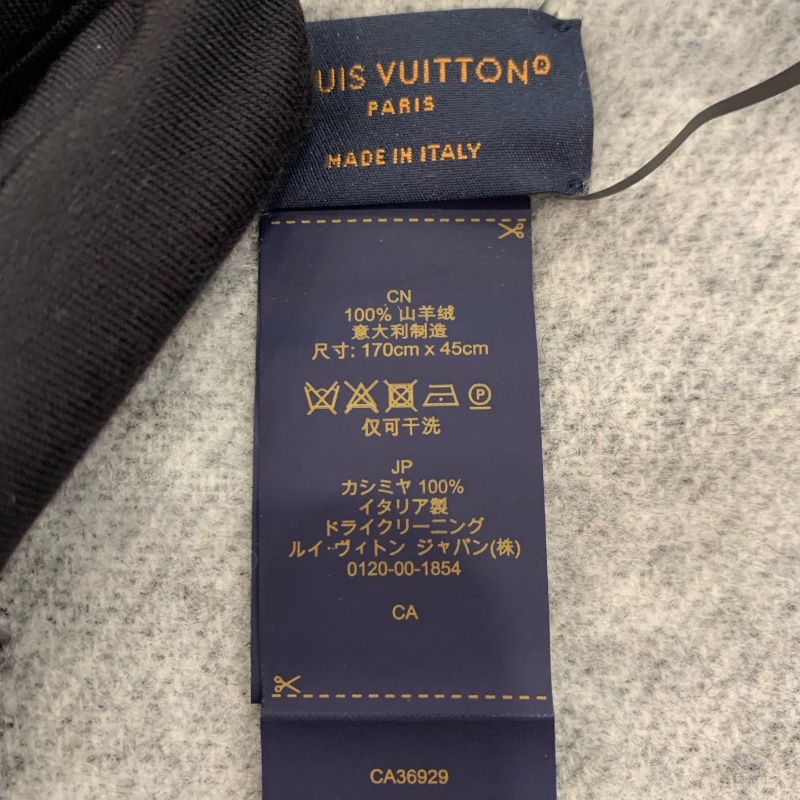 UIS VUITTON®
PARIS
MADE IN ITALY
CN
100% 山羊绒
意大利制造
尺寸: 170cm x 45cm
P
仅可干洗
JP
カシミヤ 100%
イタリア製
ドライクリーニング
ルイ・ヴィトン ジャパン(株)
0120-00-1854
CA
CA36929